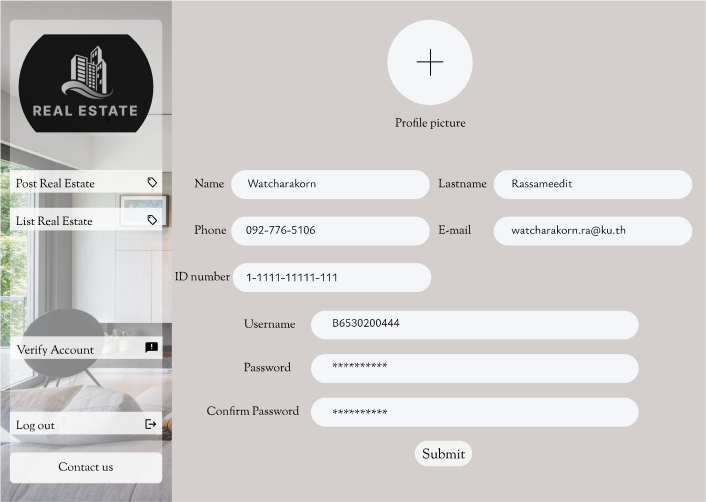 REAL ESTATE
Post Real Estate
List Real Estate
Verify Account
Log out
Contact us
Profile picture
Name Watcharakorn Lastname Rassameedit
Phone 092-776-5106 E-mail watcharakorn.ra@ku.th
ID number 1-1111-11111-111
Username B6530200444
Password **********
Confirm Password **********
Submit